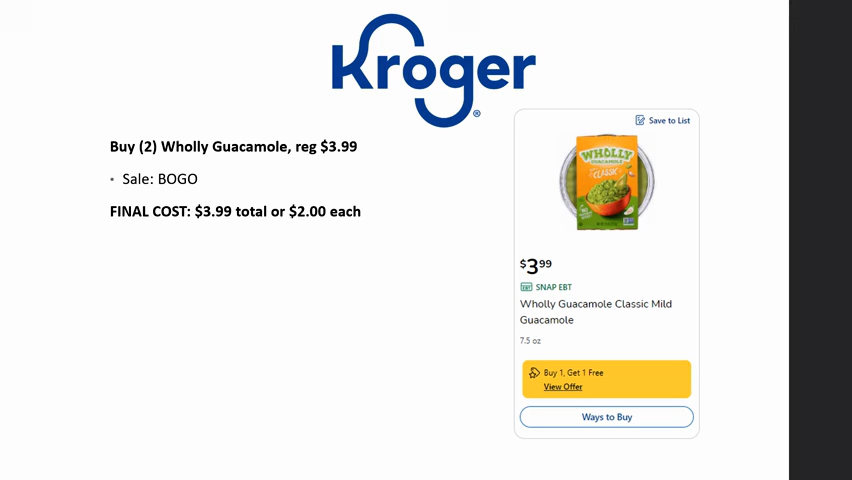 Kroger
®
Buy (2) Wholly Guacamole, reg $3.99
• Sale: BOGO
FINAL COST: $3.99 total or $2.00 each
Save to List
WHOLLY
GUACAMOLE
CLASSIC
$3 99
EBT SNAP EBT
Wholly Guacamole Classic Mild
Guacamole
7.5 oz
Buy 1, Get 1 Free
View Offer
Ways to Buy